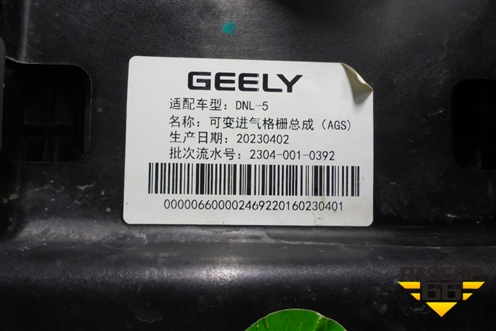 GEELY
适配车型：DNL-5
名称：可变进气格栅总成（AGS）
生产日期：20230402
批次流水号：2304-001-0392
000006600002469220160230401
66